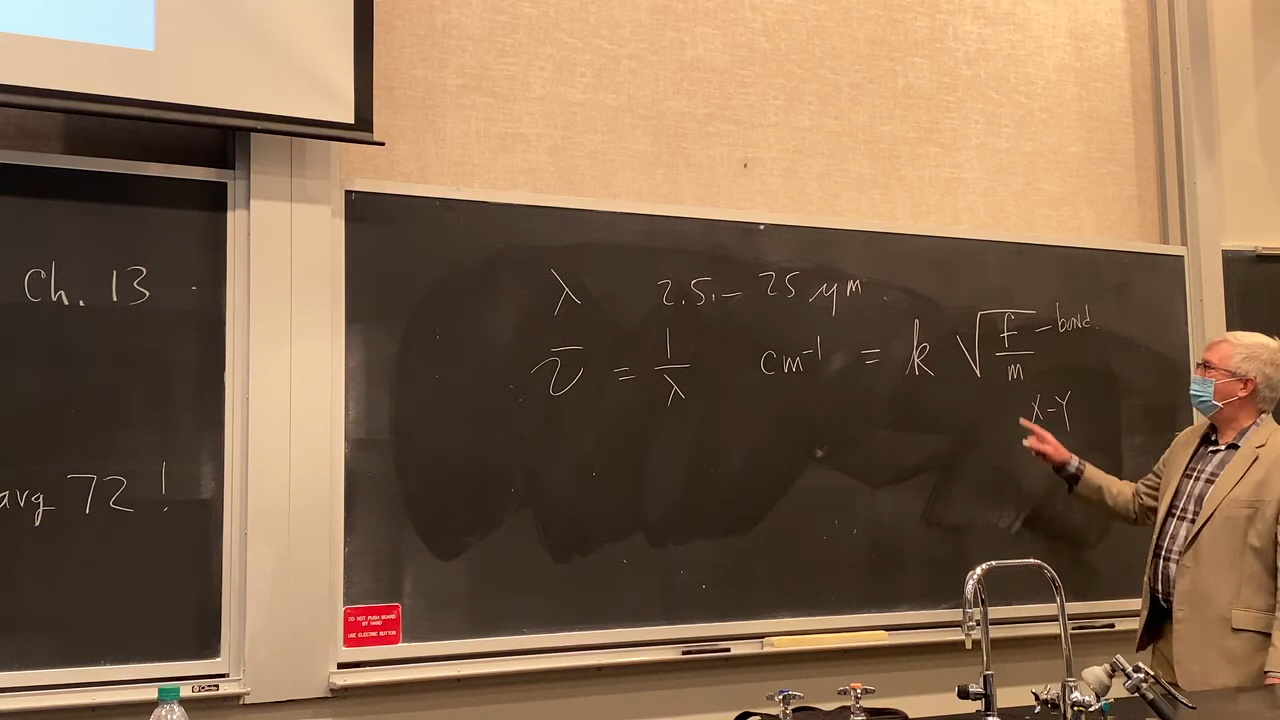 Ch. 13
avg 72 !
λ 2.5 – 25 μm.
ν̅ = 1/λ cm⁻¹ = k √(f/m) – bond.
X-Y
DO NOT PUSH BOARD
BY HAND
USE ELECTRIC BUTTON